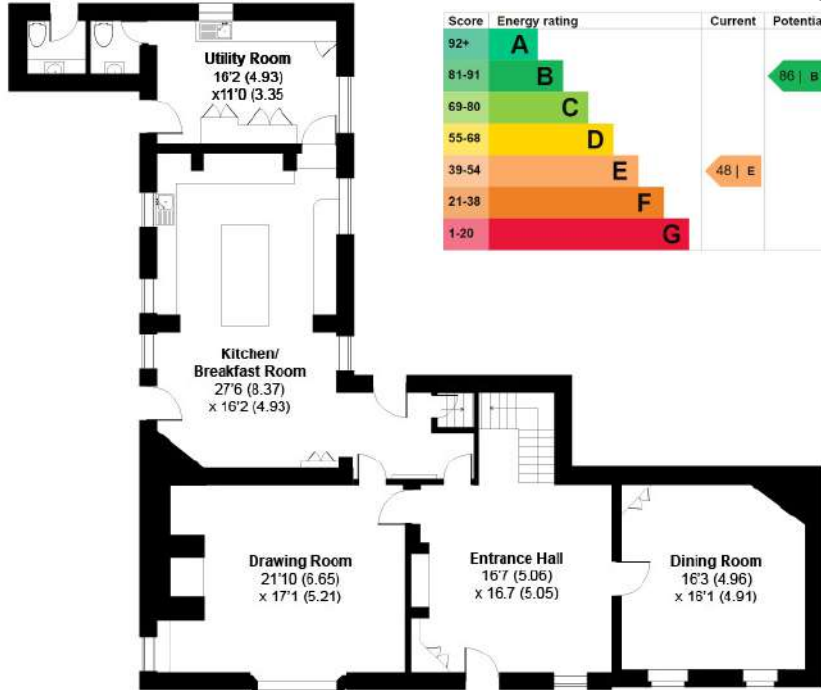 Score Energy rating Current Potential
92+ A
81-91 B 86 | B
69-80 C
55-68 D
39-54 E 48 | E
21-38 F
1-20 G
Utility Room
16'2 (4.93)
x11'0 (3.35
Kitchen/
Breakfast Room
27'6 (8.37)
x 16'2 (4.93)
Drawing Room
21'10 (6.65)
x 17'1 (5.21)
Entrance Hall
16'7 (5.06)
x 16.7 (5.05)
Dining Room
16'3 (4.96)
x 16'1 (4.91)